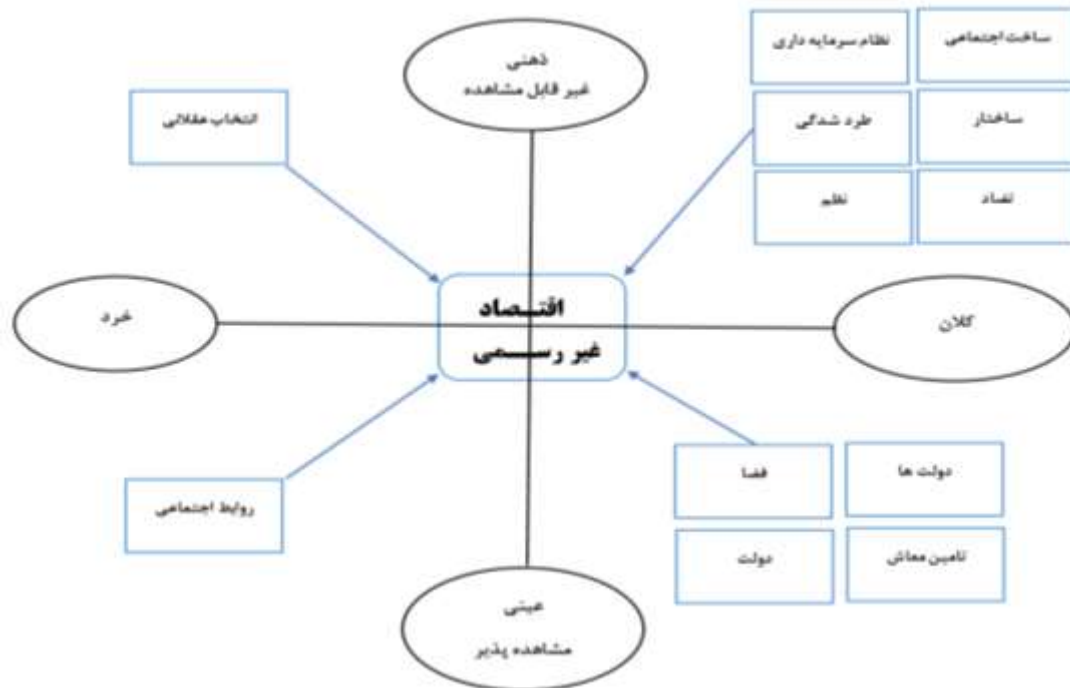 ذهنی
غیر قابل مشاهده
ساخت اجتماعی
نظام سرمایه داری
ساختار
طرد شدگی
تضاد
نظم
انتخاب عقلانی
اقتصاد
غیر رسمی
کلان
خرد
دولت ها
فضا
تامین معاش
دولت
روابط اجتماعی
عینی
مشاهده پذیر